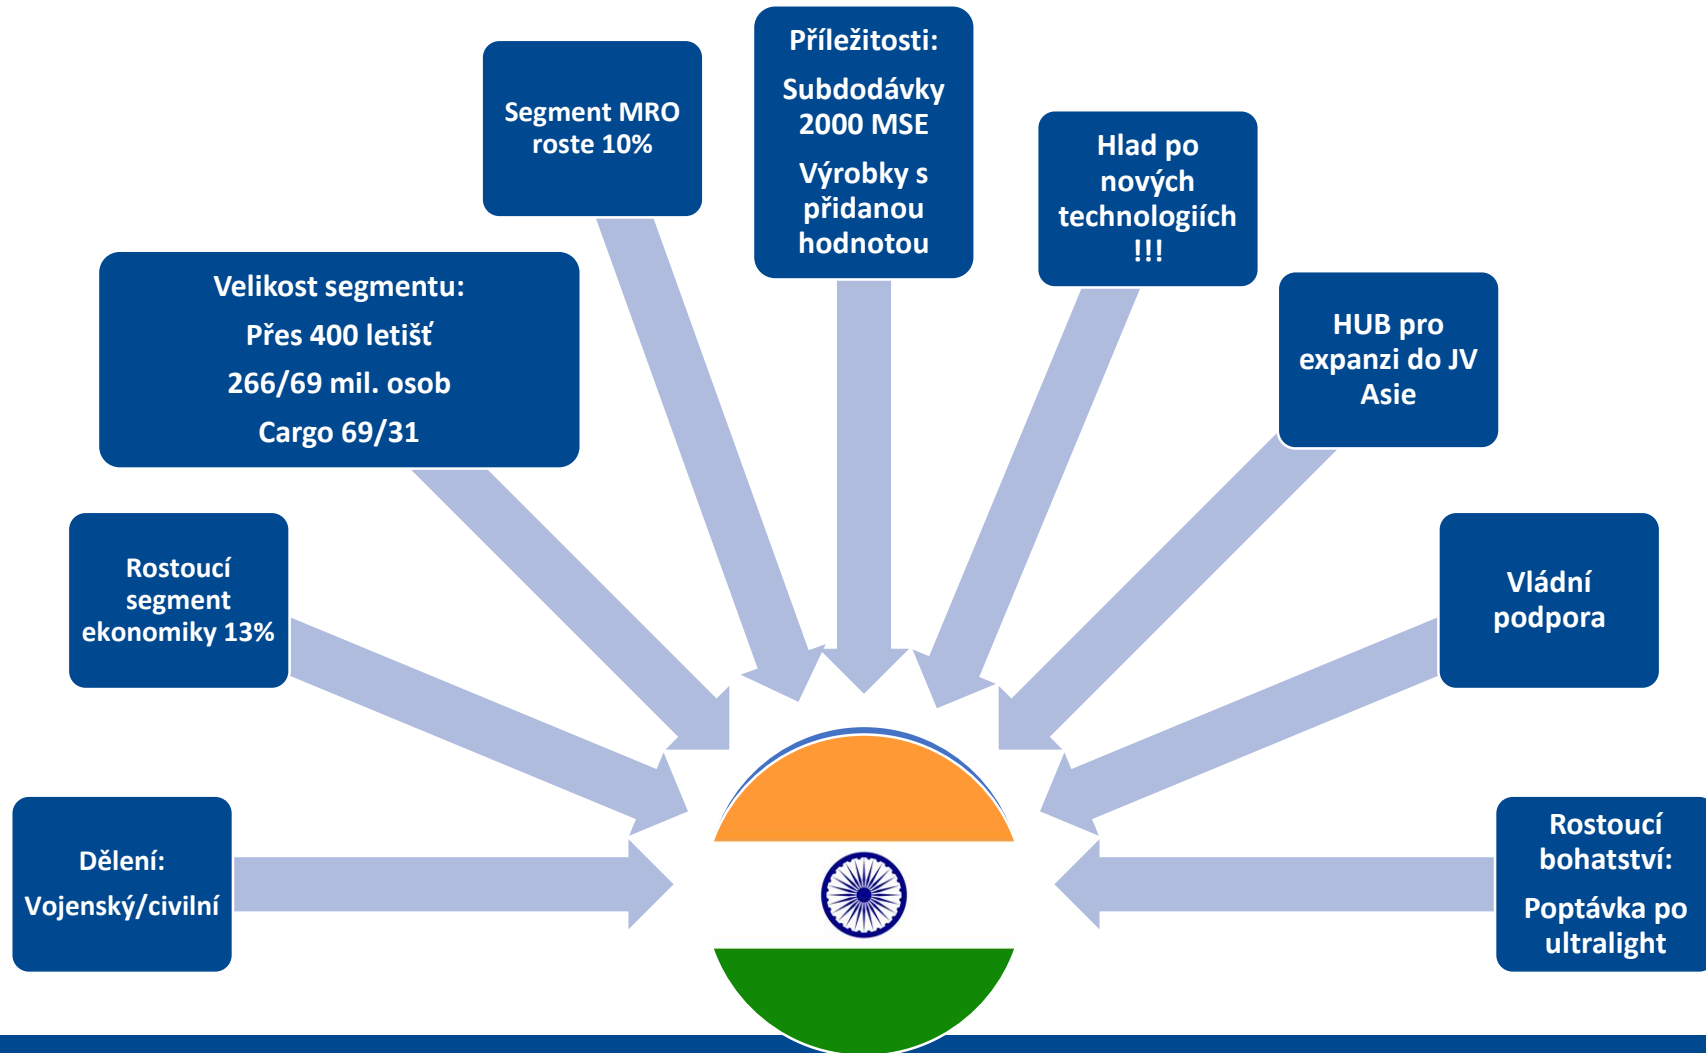 Dělení:
Vojenský/civilní
Rostoucí
segment
ekonomiky 13%
Velikost segmentu:
Přes 400 letišť
266/69 mil. osob
Cargo 69/31
Segment MRO
roste 10%
Příležitosti:
Subdodávky
2000 MSE
Výrobky s
přidanou
hodnotou
Hlad po
nových
technologiích
!!!
HUB pro
expanzi do JV
Asie
Vládní
podpora
Rostoucí
bohatství:
Poptávka po
ultralight